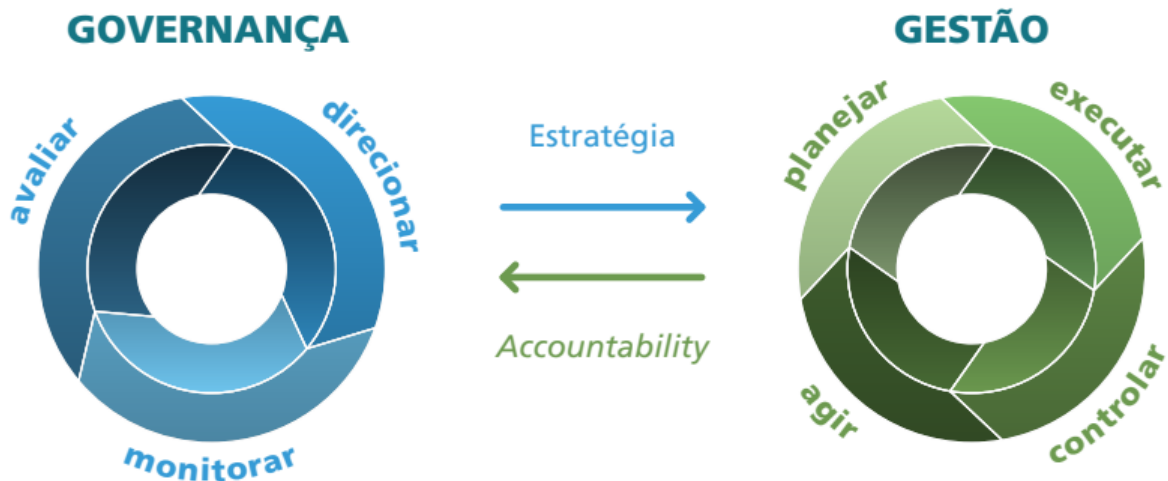 GOVERNANÇA
avaliar
direcionar
monitorar
Estratégia
Accountability
GESTÃO
planejar
executar
controlar
agir